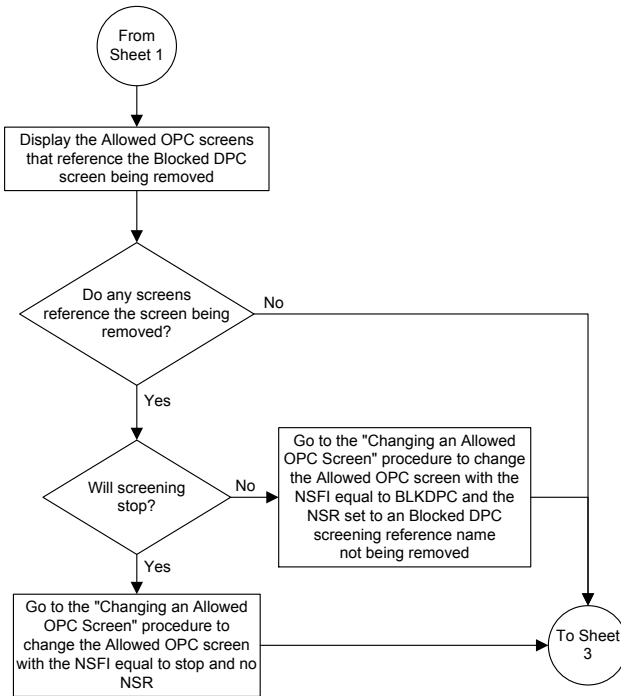 From
Sheet 1
Display the Allowed OPC screens
that reference the Blocked DPC
screen being removed
Do any screens
reference the screen being
removed?
No
Yes
Will screening
stop?
No
Go to the "Changing an Allowed
OPC Screen" procedure to change
the Allowed OPC screen with the
NSFI equal to BLKDPC and the
NSR set to an Blocked DPC
screening reference name
not being removed
Yes
Go to the "Changing an Allowed
OPC Screen" procedure to
change the Allowed OPC screen
with the NSFI equal to stop and no
NSR
To Sheet
3